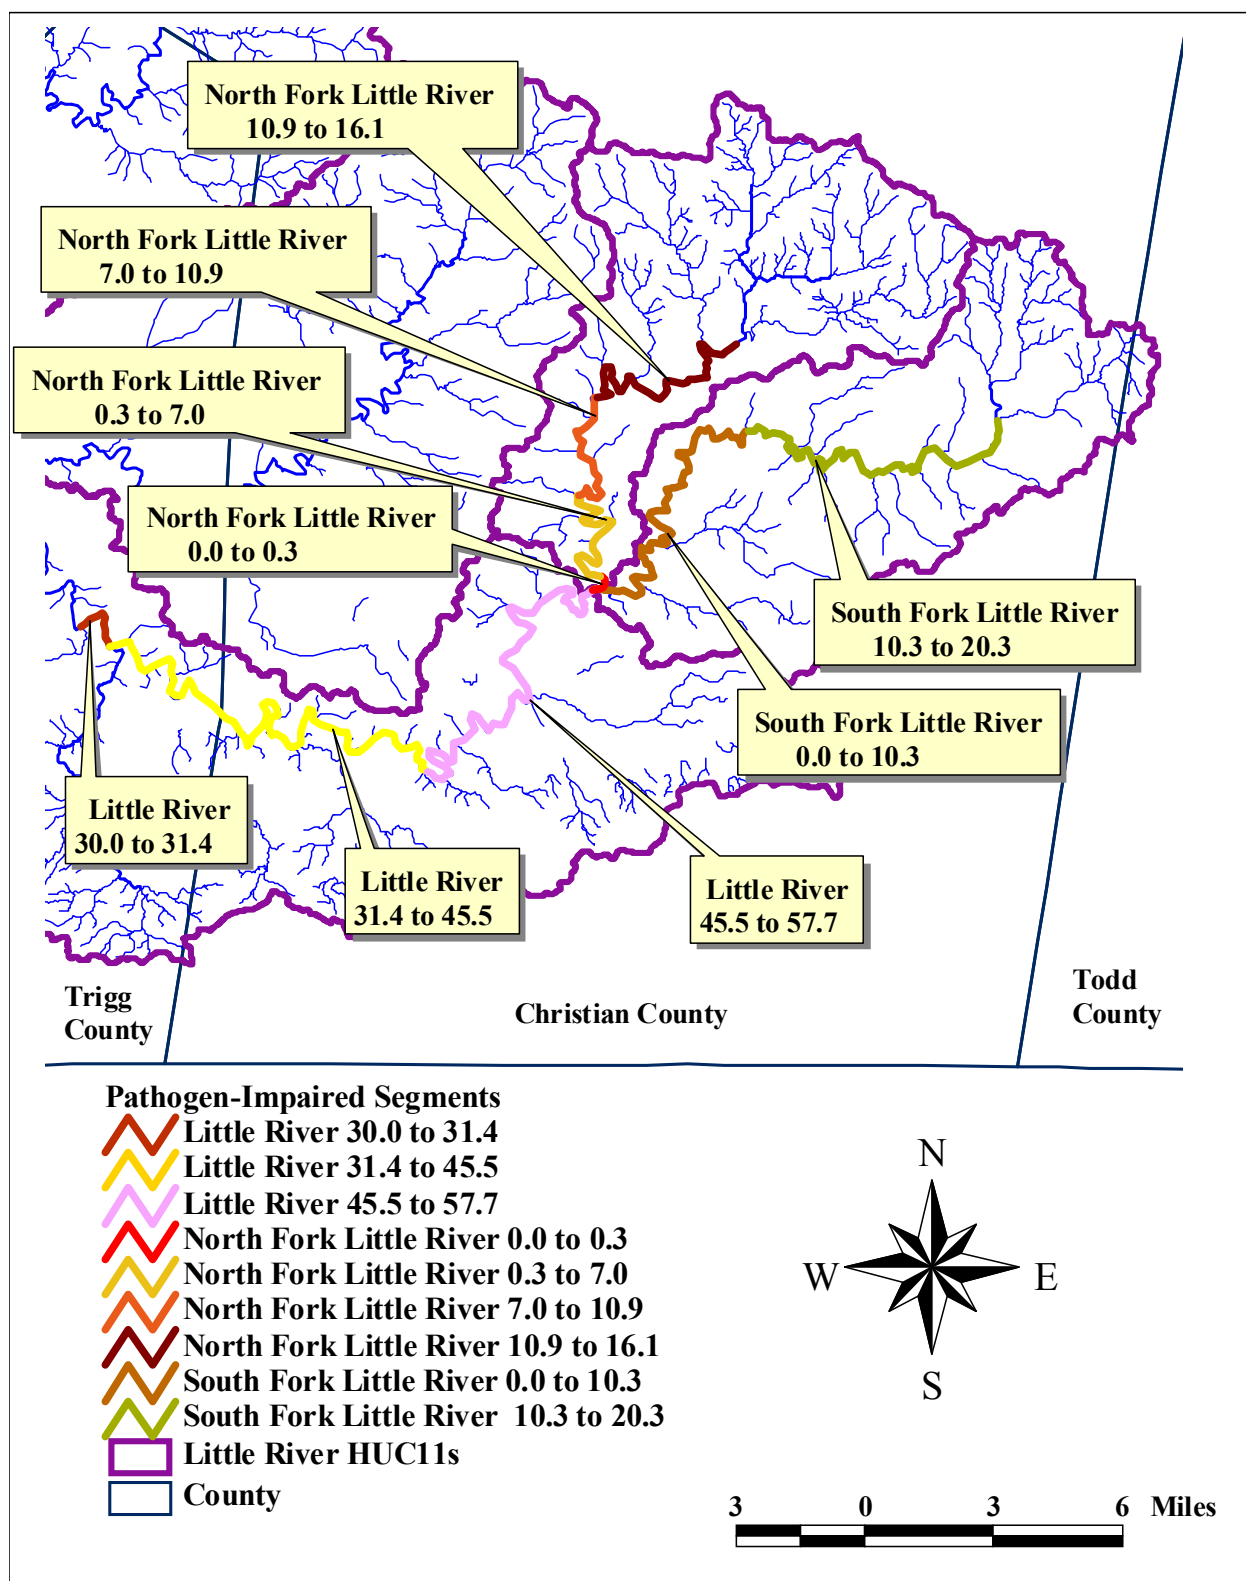 North Fork Little River
10.9 to 16.1
North Fork Little River
7.0 to 10.9
North Fork Little River
0.3 to 7.0
North Fork Little River
0.0 to 0.3
South Fork Little River
10.3 to 20.3
South Fork Little River
0.0 to 10.3
Little River
30.0 to 31.4
Little River
31.4 to 45.5
Little River
45.5 to 57.7
Trigg
County
Christian County
Todd
County
Pathogen-Impaired Segments
Little River 30.0 to 31.4
Little River 31.4 to 45.5
Little River 45.5 to 57.7
North Fork Little River 0.0 to 0.3
North Fork Little River 0.3 to 7.0
North Fork Little River 7.0 to 10.9
North Fork Little River 10.9 to 16.1
South Fork Little River 0.0 to 10.3
South Fork Little River 10.3 to 20.3
Little River HUC11s
County
N
W E
S
3 0 3 6 Miles